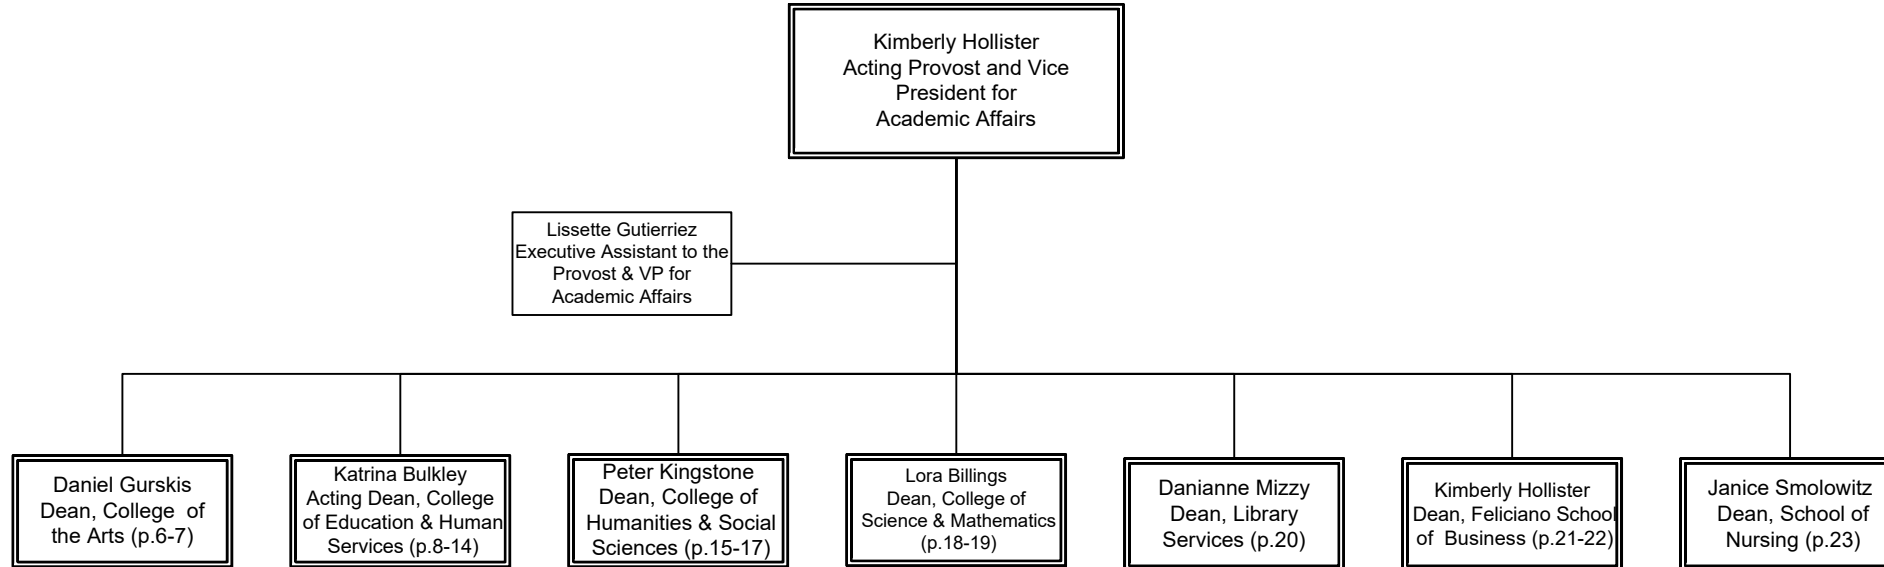 Kimberly Hollister
Acting Provost and Vice
President for
Academic Affairs
Lissette Gutierriez
Executive Assistant to the
Provost & VP for
Academic Affairs
Daniel Gurskis
Dean, College of
the Arts (p.6-7)
Katrina Bulkley
Acting Dean, College
of Education & Human
Services (p.8-14)
Peter Kingstone
Dean, College of
Humanities & Social
Sciences (p.15-17)
Lora Billings
Dean, College of
Science & Mathematics
(p.18-19)
Danianne Mizzy
Dean, Library
Services (p.20)
Kimberly Hollister
Dean, Feliciano School
of Business (p.21-22)
Janice Smolowitz
Dean, School of
Nursing (p.23)